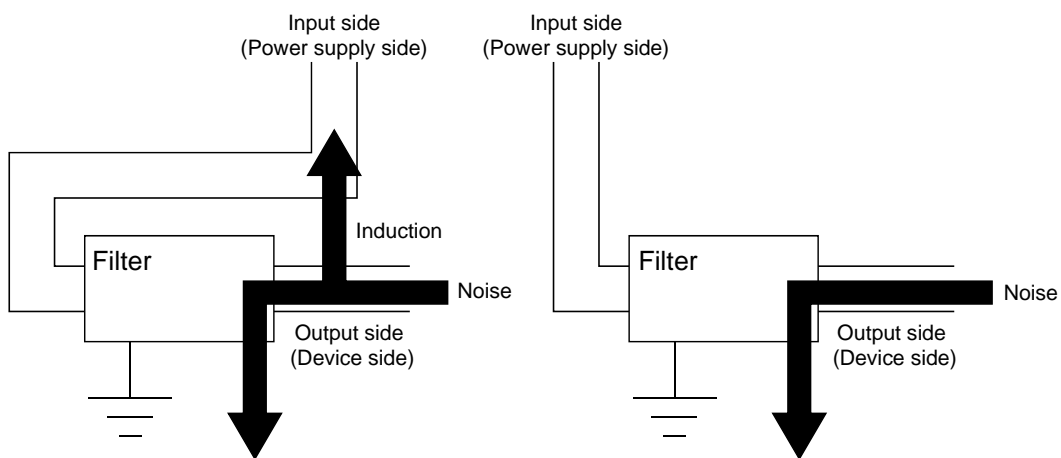 Input side
(Power supply side)
Induction
Filter
Noise
Output side
(Device side)
Input side
(Power supply side)
Filter
Noise
Output side
(Device side)